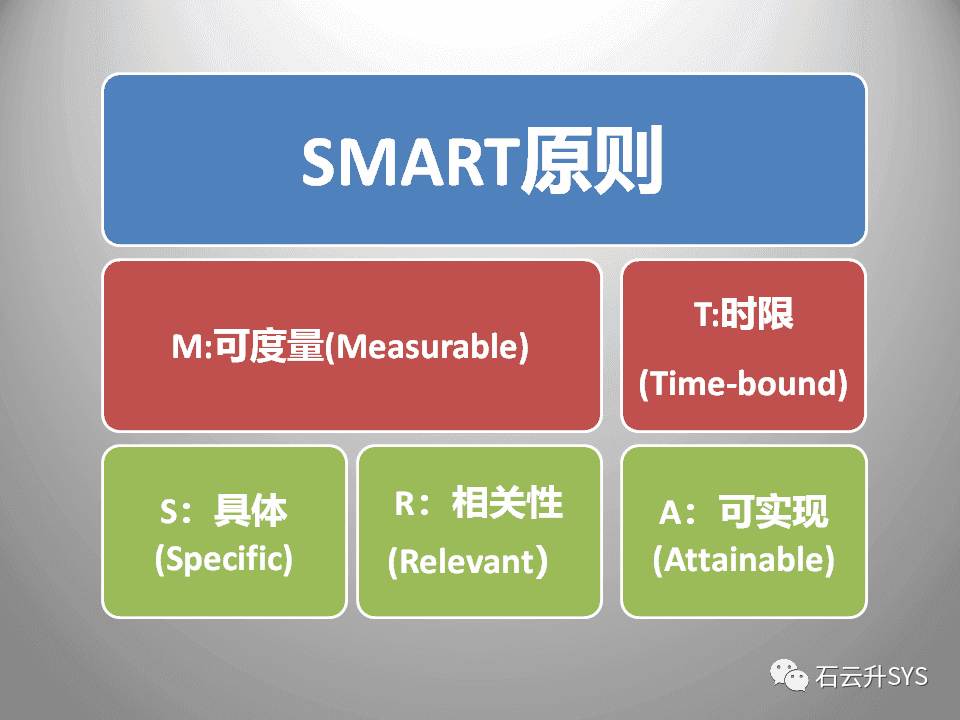 SMART原则
M:可度量(Measurable)
T:时限
(Time-bound)
S：具体
(Specific)
R：相关性
(Relevant）
A：可实现
(Attainable)
石云升SYS